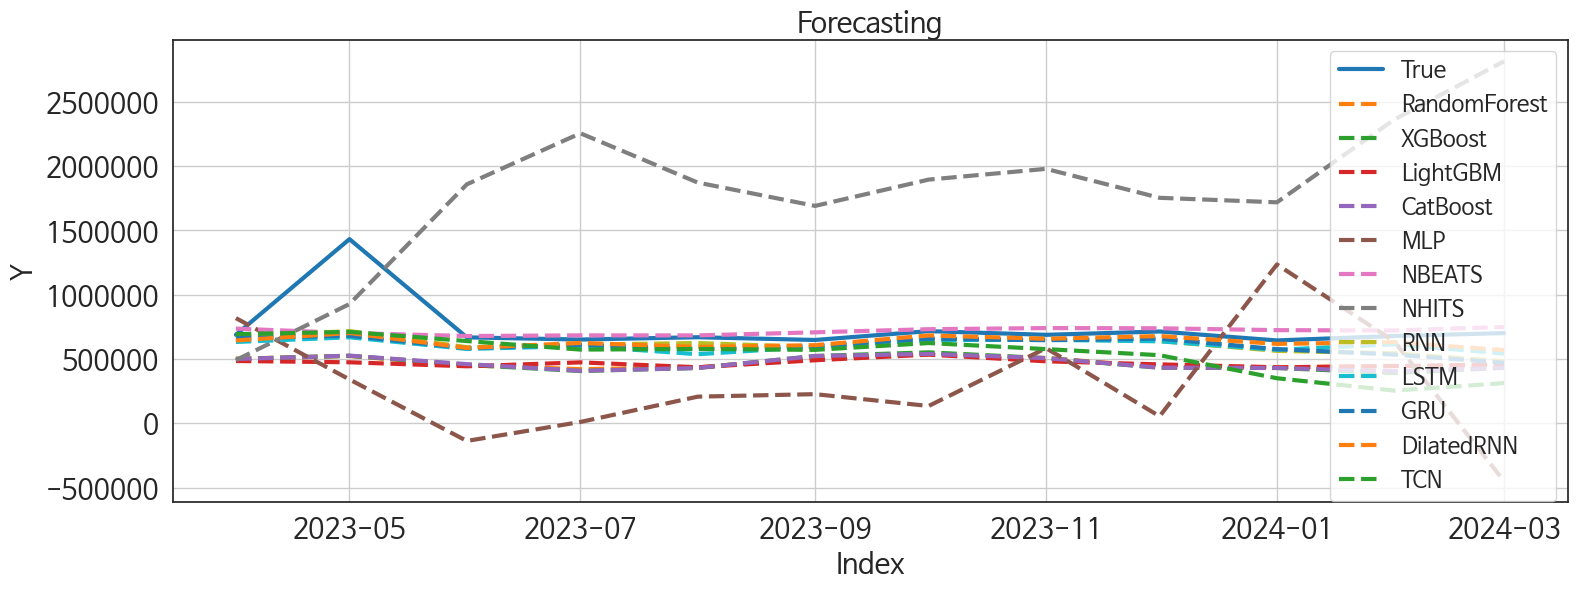 Forecasting
2500000
2000000
1500000
1000000
500000
0
−500000
Y
2023−05
2023−07
2023−09
2023−11
2024−01
2024−03
Index
True
RandomForest
XGBoost
LightGBM
CatBoost
MLP
NBEATS
NHITS
RNN
LSTM
GRU
DilatedRNN
TCN